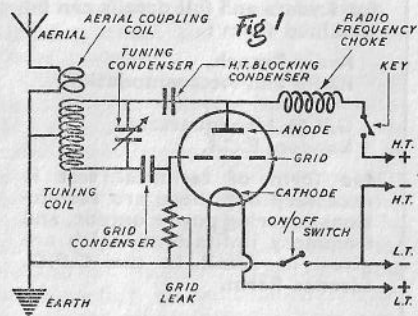 Fig 1
AERIAL COUPLING
COIL
AERIAL
TUNING
CONDENSER
H.T. BLOCKING
CONDENSER
RADIO
FREQUENCY
CHOKE
KEY
ANODE
GRID
CATHODE
H.T.
+
-
H.T.
TUNING
COIL
GRID
CONDENSER
GRID
LEAK
ON/OFF
SWITCH
L.T.
-
+
L.T.
EARTH